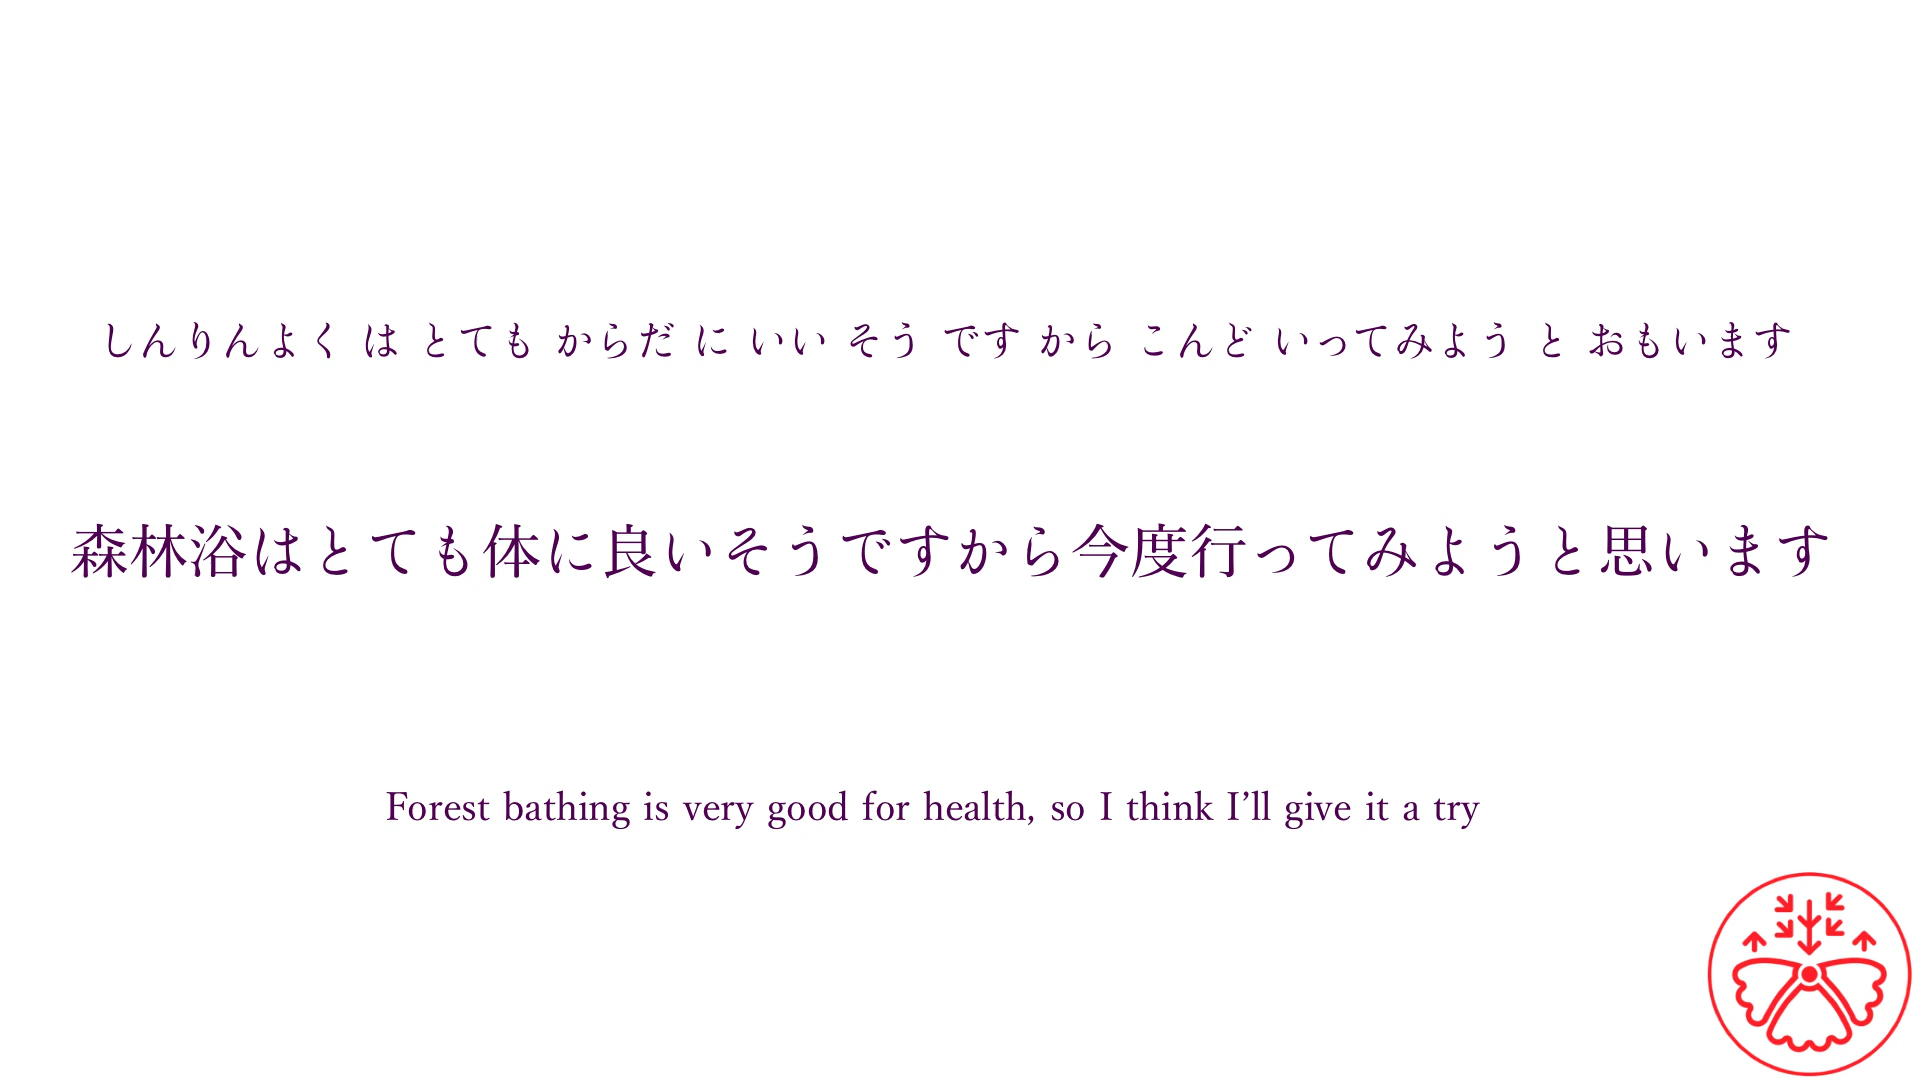 しんりんよく は とても からだ に いい そう です から こんど いってみよう と おもいます
森林浴はとても体に良いそうですから今度行ってみようと思います
Forest bathing is very good for health, so I think I’ll give it a try